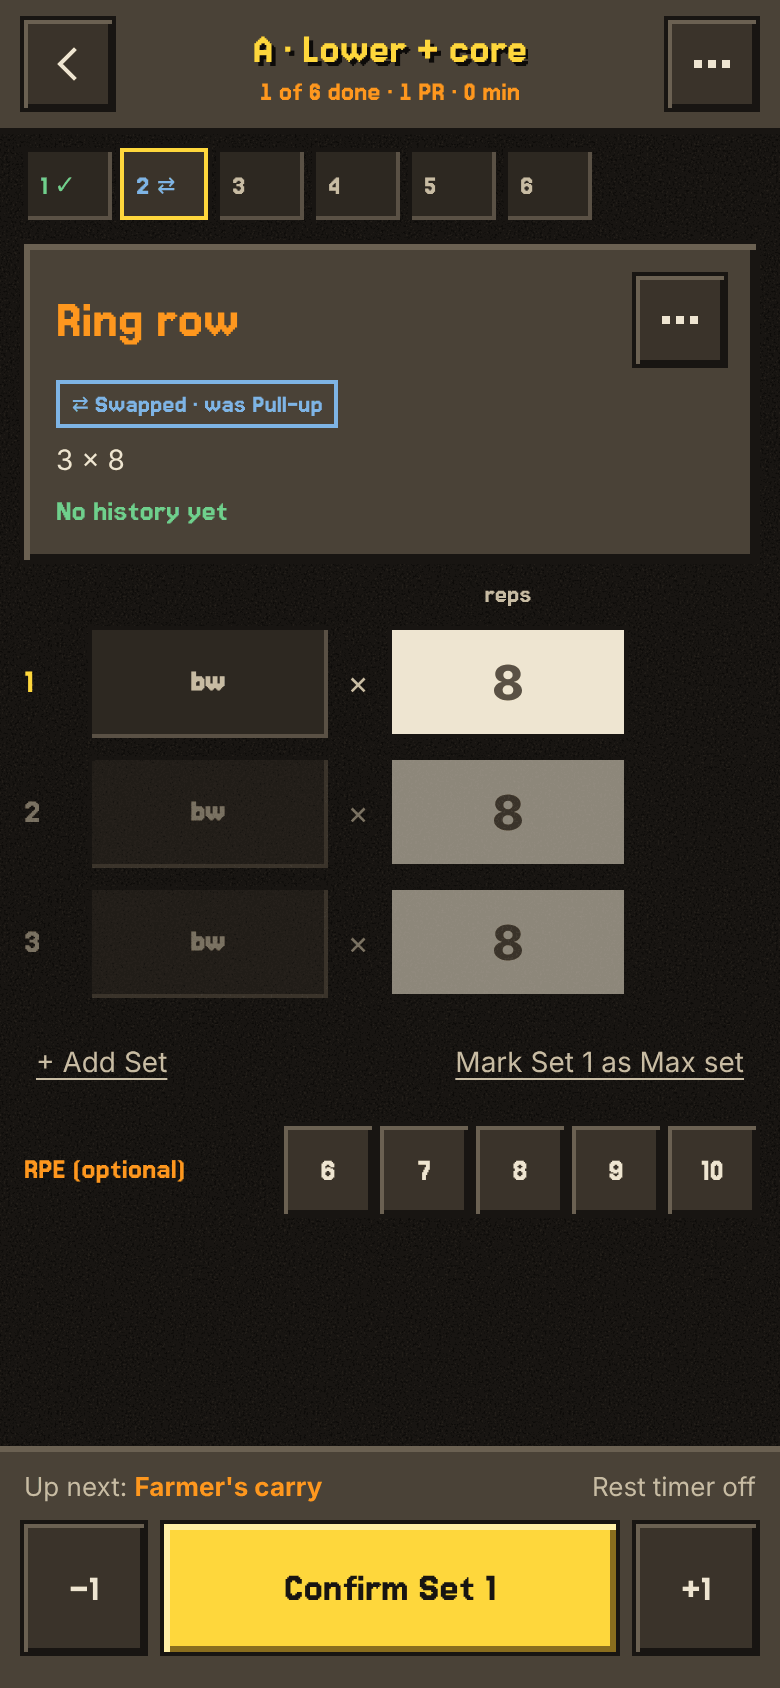 A · Lower + core
1 of 6 done · 1 PR · 0 min
1 ✓ 2 ⇄ 3 4 5 6
Ring row
⇄ Swapped · was Pull-up
3 × 8
No history yet
reps
1 bw × 8
2 bw × 8
3 bw × 8
+ Add Set Mark Set 1 as Max set
RPE (optional) 6 7 8 9 10
Up next: Farmer's carry Rest timer off
−1 Confirm Set 1 +1